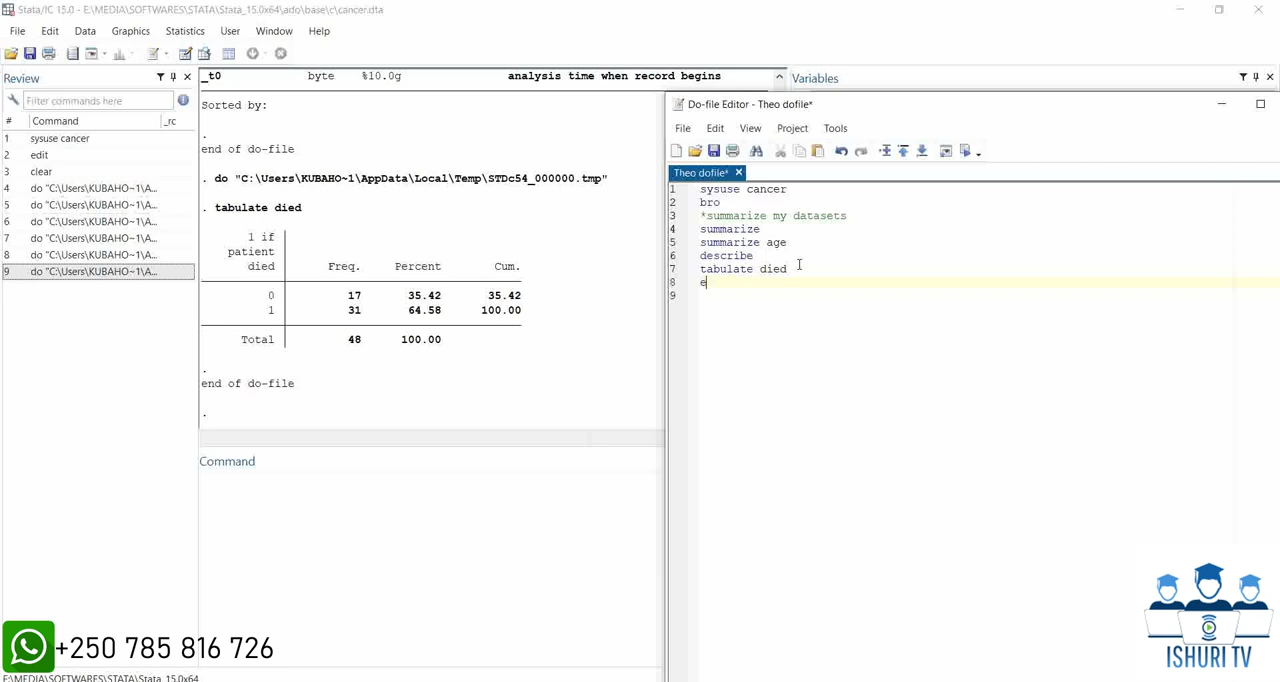 Stata/IC 15.0 - E:\MEDIA\SOFTWARES\STATA\Stata_15.0x64\ado\base\c\cancer.dta
File Edit Data Graphics Statistics User Window Help
Review
Filter commands here
# Command _rc
1 sysuse cancer
2 edit
3 clear
4 do "C:\Users\KUBAHO~1\A...
5 do "C:\Users\KUBAHO~1\A...
6 do "C:\Users\KUBAHO~1\A...
7 do "C:\Users\KUBAHO~1\A...
8 do "C:\Users\KUBAHO~1\A...
9 do "C:\Users\KUBAHO~1\A...
_t0 byte %10.0g analysis time when record begins
Sorted by:
.
end of do-file
. do "C:\Users\KUBAHO~1\AppData\Local\Temp\STDc54_000000.tmp"
. tabulate died
1 if
patient
died Freq. Percent Cum.
0 17 35.42 35.42
1 31 64.58 100.00
Total 48 100.00
.
end of do-file
.
Command
Variables
Do-file Editor - Theo dofile*
File Edit View Project Tools
Theo dofile*
1 sysuse cancer
2 bro
3 *summarize my datasets
4 summarize
5 summarize age
6 describe
7 tabulate died
8 e
9
+250 785 816 726
ISHURI TV
E:\MEDIA\SOFTWARES\STATA\Stata_15.0x64